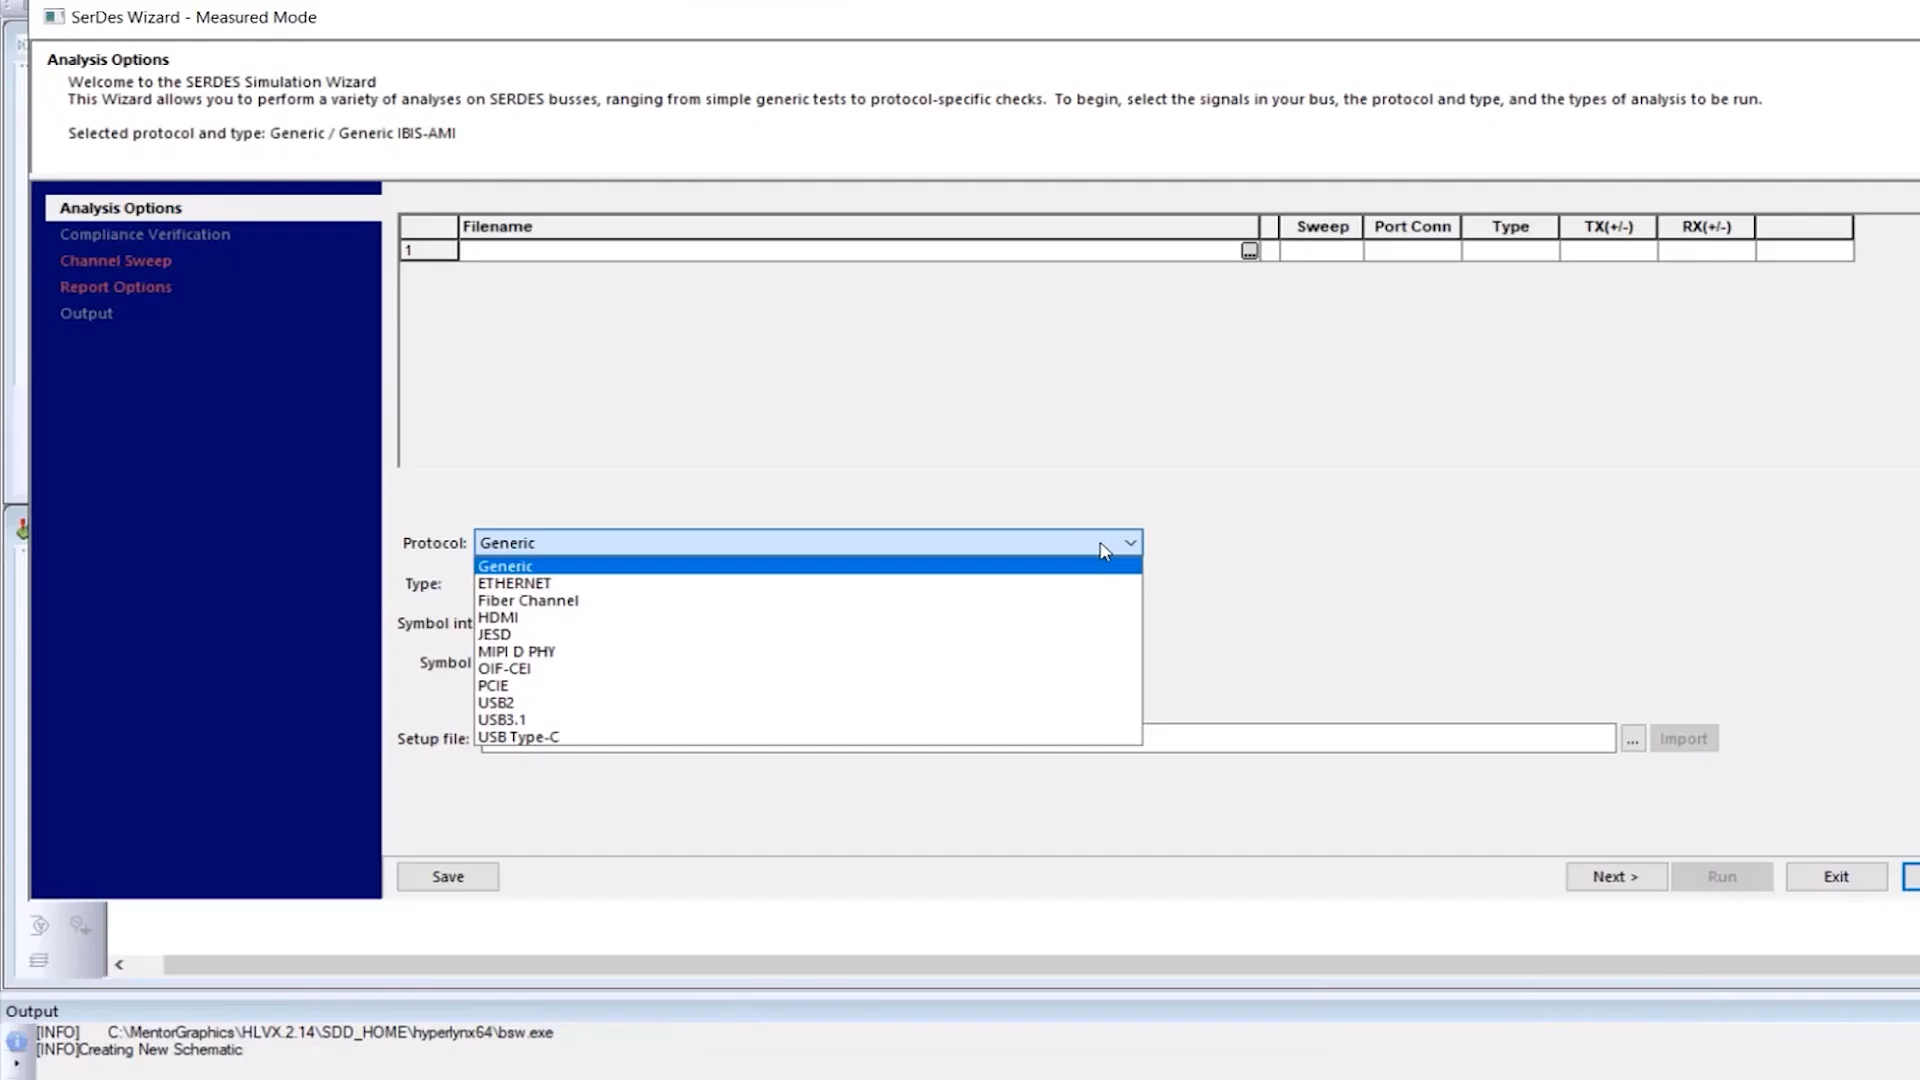 SerDes Wizard - Measured Mode
Analysis Options
Welcome to the SERDES Simulation Wizard
This Wizard allows you to perform a variety of analyses on SERDES busses, ranging from simple generic tests to protocol-specific checks. To begin, select the signals in your bus, the protocol and type, and the types of analysis to be run.
Selected protocol and type: Generic / Generic IBIS-AMI
Analysis Options
Compliance Verification
Channel Sweep
Report Options
Output
Filename Sweep Port Conn Type TX(+/-) RX(+/-)
1 ...
Protocol: Generic
Generic
ETHERNET
Fiber Channel
HDMI
JESD
MIPI D PHY
OIF-CEI
PCIE
USB2
USB3.1
USB Type-C
Type:
Symbol int
Symbol
Setup file: ... Import
Save Next > Run Exit
Output
[INFO] C:\MentorGraphics\HLVX.2.14\SDD_HOME\hyperlynx64\bsw.exe
[INFO]Creating New Schematic